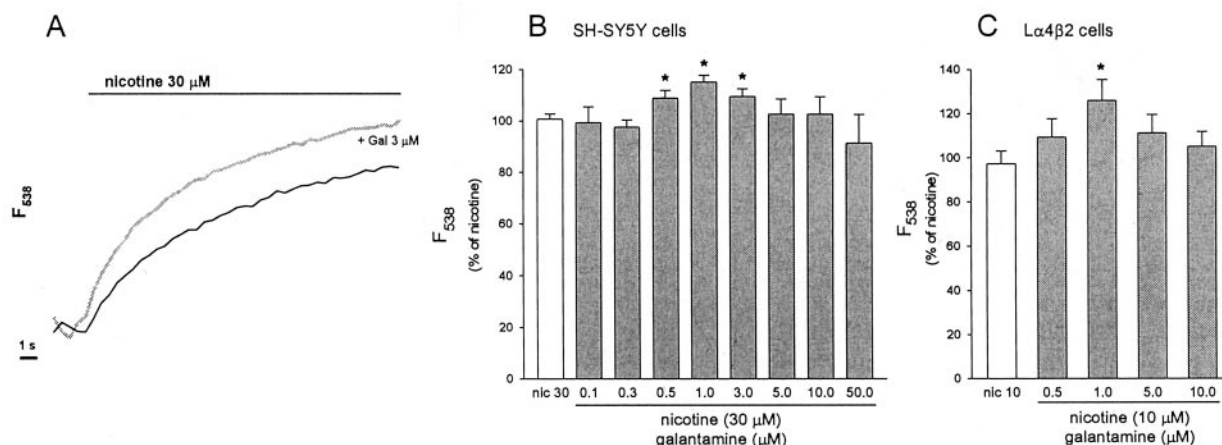 A
nicotine 30 μM
+ Gal 3 μM
F538
1 s
B SH-SY5Y cells
120
100
80
60
40
20
0
F538
(% of nicotine)
* * *
nic 30 0.1 0.3 0.5 1.0 3.0 5.0 10.0 50.0
nicotine (30 μM)
galantamine (μM)
C Lα4β2 cells
140
120
100
80
60
40
20
0
F538
(% of nicotine)
*
nic 10 0.5 1.0 5.0 10.0
nicotine (10 μM)
galantamine (μM)